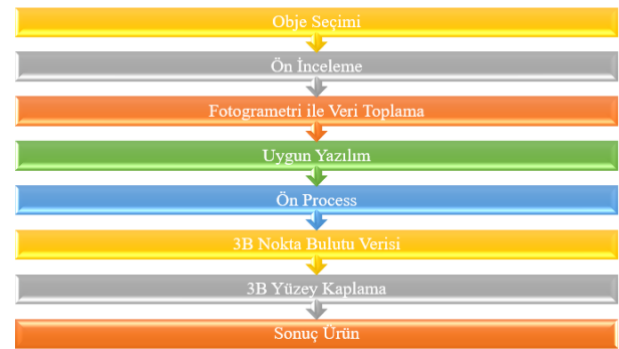 Obje Seçimi
Ön İnceleme
Fotogrametri ile Veri Toplama
Uygun Yazılım
Ön Process
3B Nokta Bulutu Verisi
3B Yüzey Kaplama
Sonuç Ürün